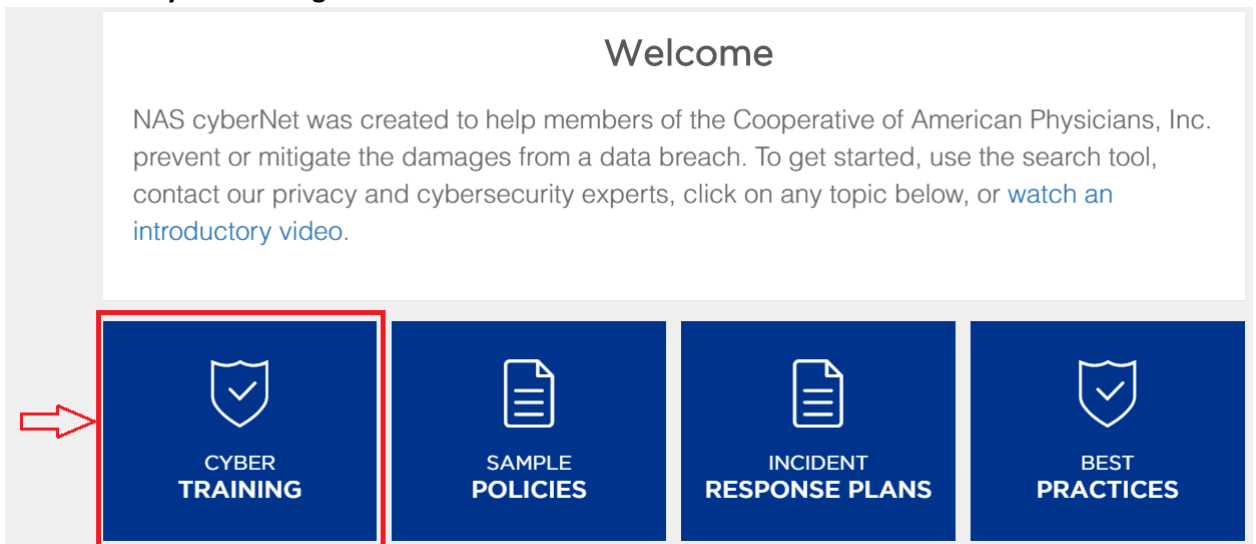 Welcome
NAS cyberNet was created to help members of the Cooperative of American Physicians, Inc.
prevent or mitigate the damages from a data breach. To get started, use the search tool,
contact our privacy and cybersecurity experts, click on any topic below, or watch an
introductory video.
CYBER
TRAINING
SAMPLE
POLICIES
INCIDENT
RESPONSE PLANS
BEST
PRACTICES